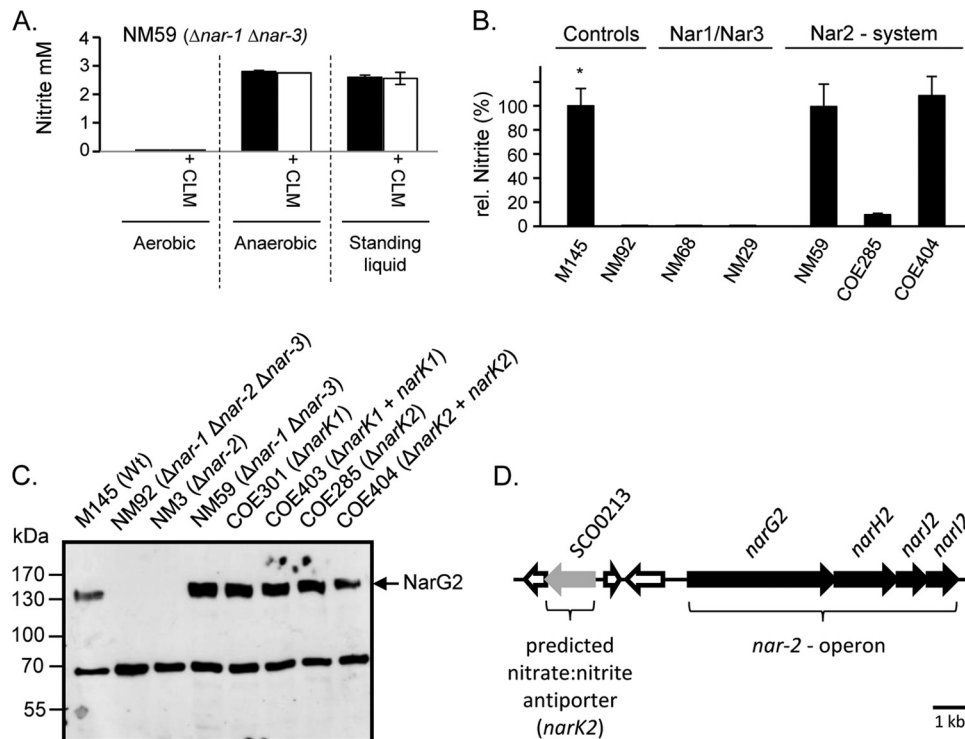 A.
NM59 (Δnar-1 Δnar-3)
Nitrite mM
4
3
2
1
0
+ CLM
+ CLM
+ CLM
Aerobic
Anaerobic
Standing
liquid
B.
Controls
Nar1/Nar3
Nar2 - system
rel. Nitrite (%)
*
100
80
60
40
20
0
M145
NM92
NM68
NM29
NM59
COE285
COE404
C.
M145 (Wt)
NM92 (Δnar-1 Δnar-2 Δnar-3)
NM3 (Δnar-2)
NM59 (Δnar-1 Δnar-3)
COE301 (ΔnarK1)
COE403 (ΔnarK1 + narK1)
COE285 (ΔnarK2)
COE404 (ΔnarK2 + narK2)
kDa
170
130
100
70
55
NarG2
D.
SCO0213
narG2
narH2
narJ2
narI2
predicted
nitrate:nitrite
antiporter
(narK2)
nar-2 - operon
1 kb